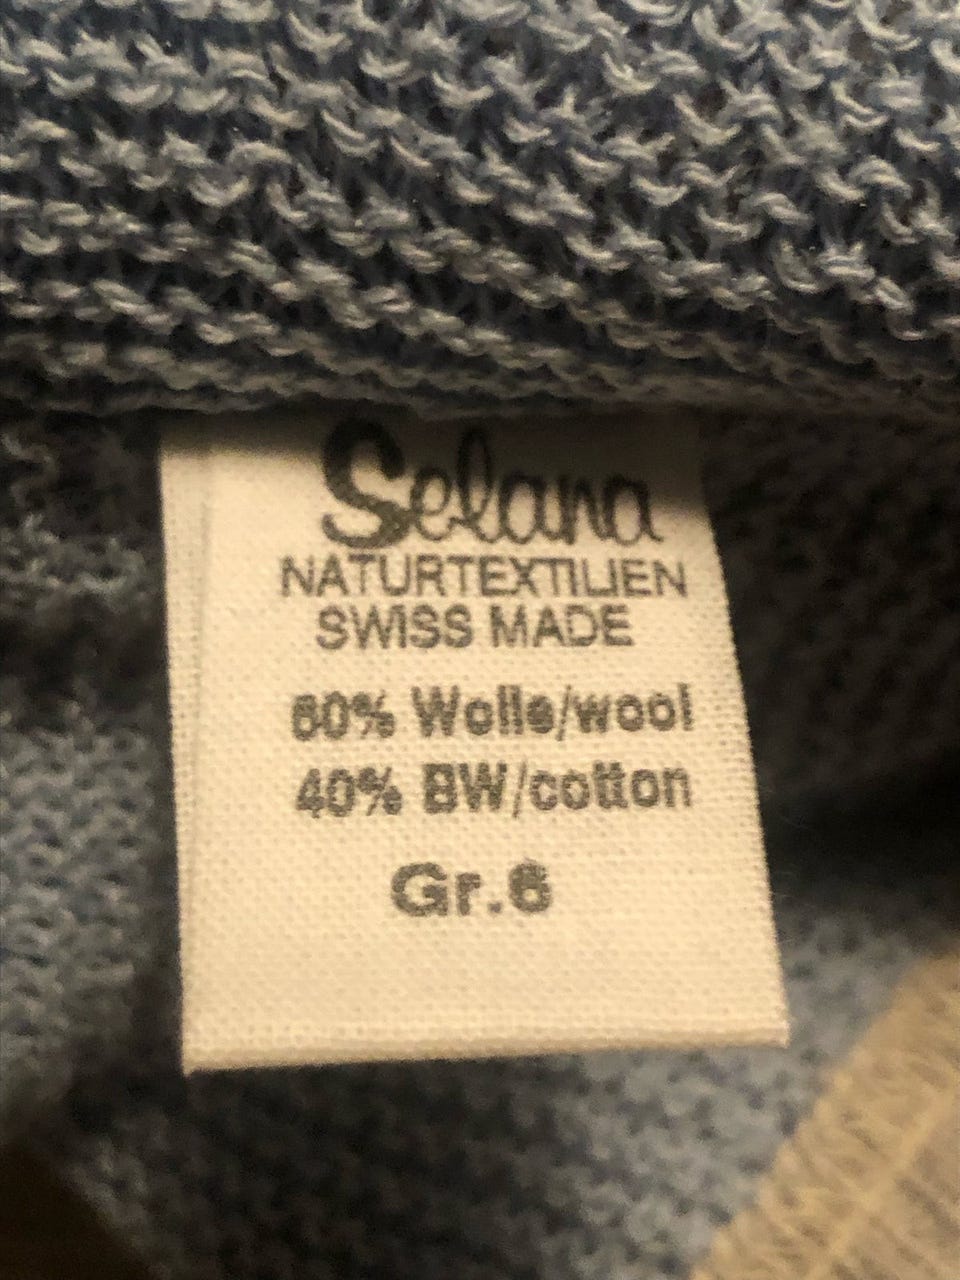 Selana
NATURTEXTILIEN
SWISS MADE
60% Wolle/wool
40% BW/cotton
Gr.6